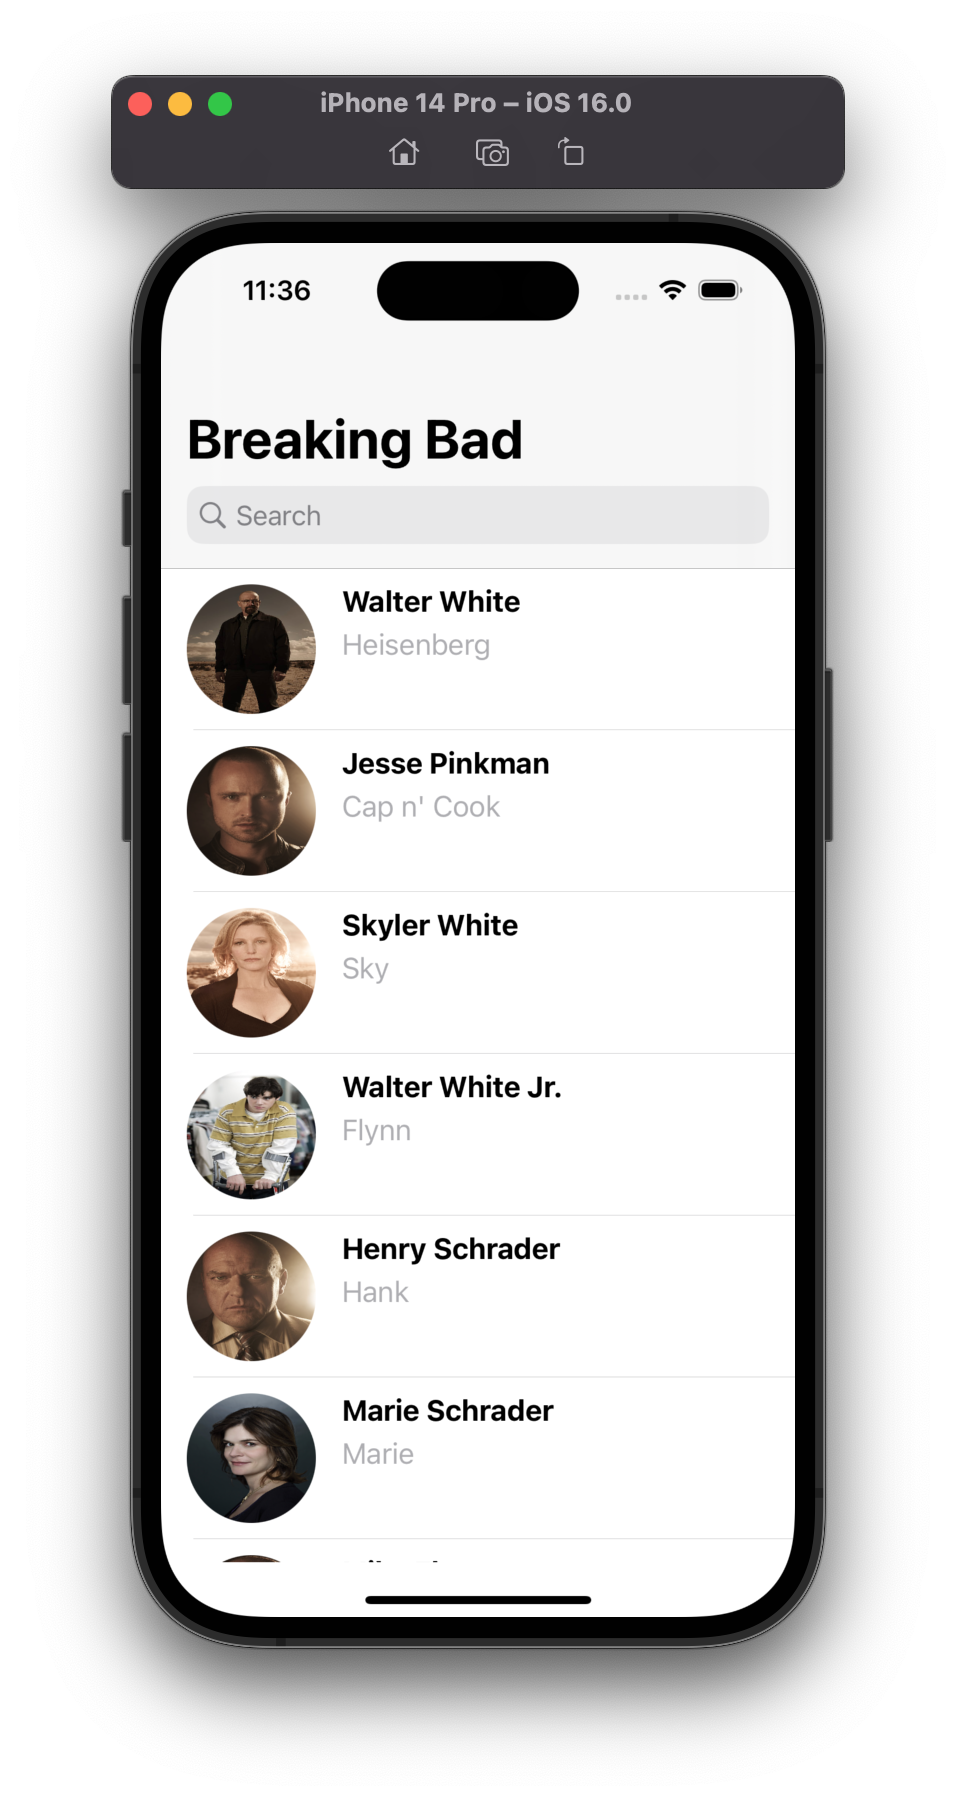 iPhone 14 Pro – iOS 16.0
11:36
Breaking Bad
Search
Walter White
Heisenberg
Jesse Pinkman
Cap n' Cook
Skyler White
Sky
Walter White Jr.
Flynn
Henry Schrader
Hank
Marie Schrader
Marie